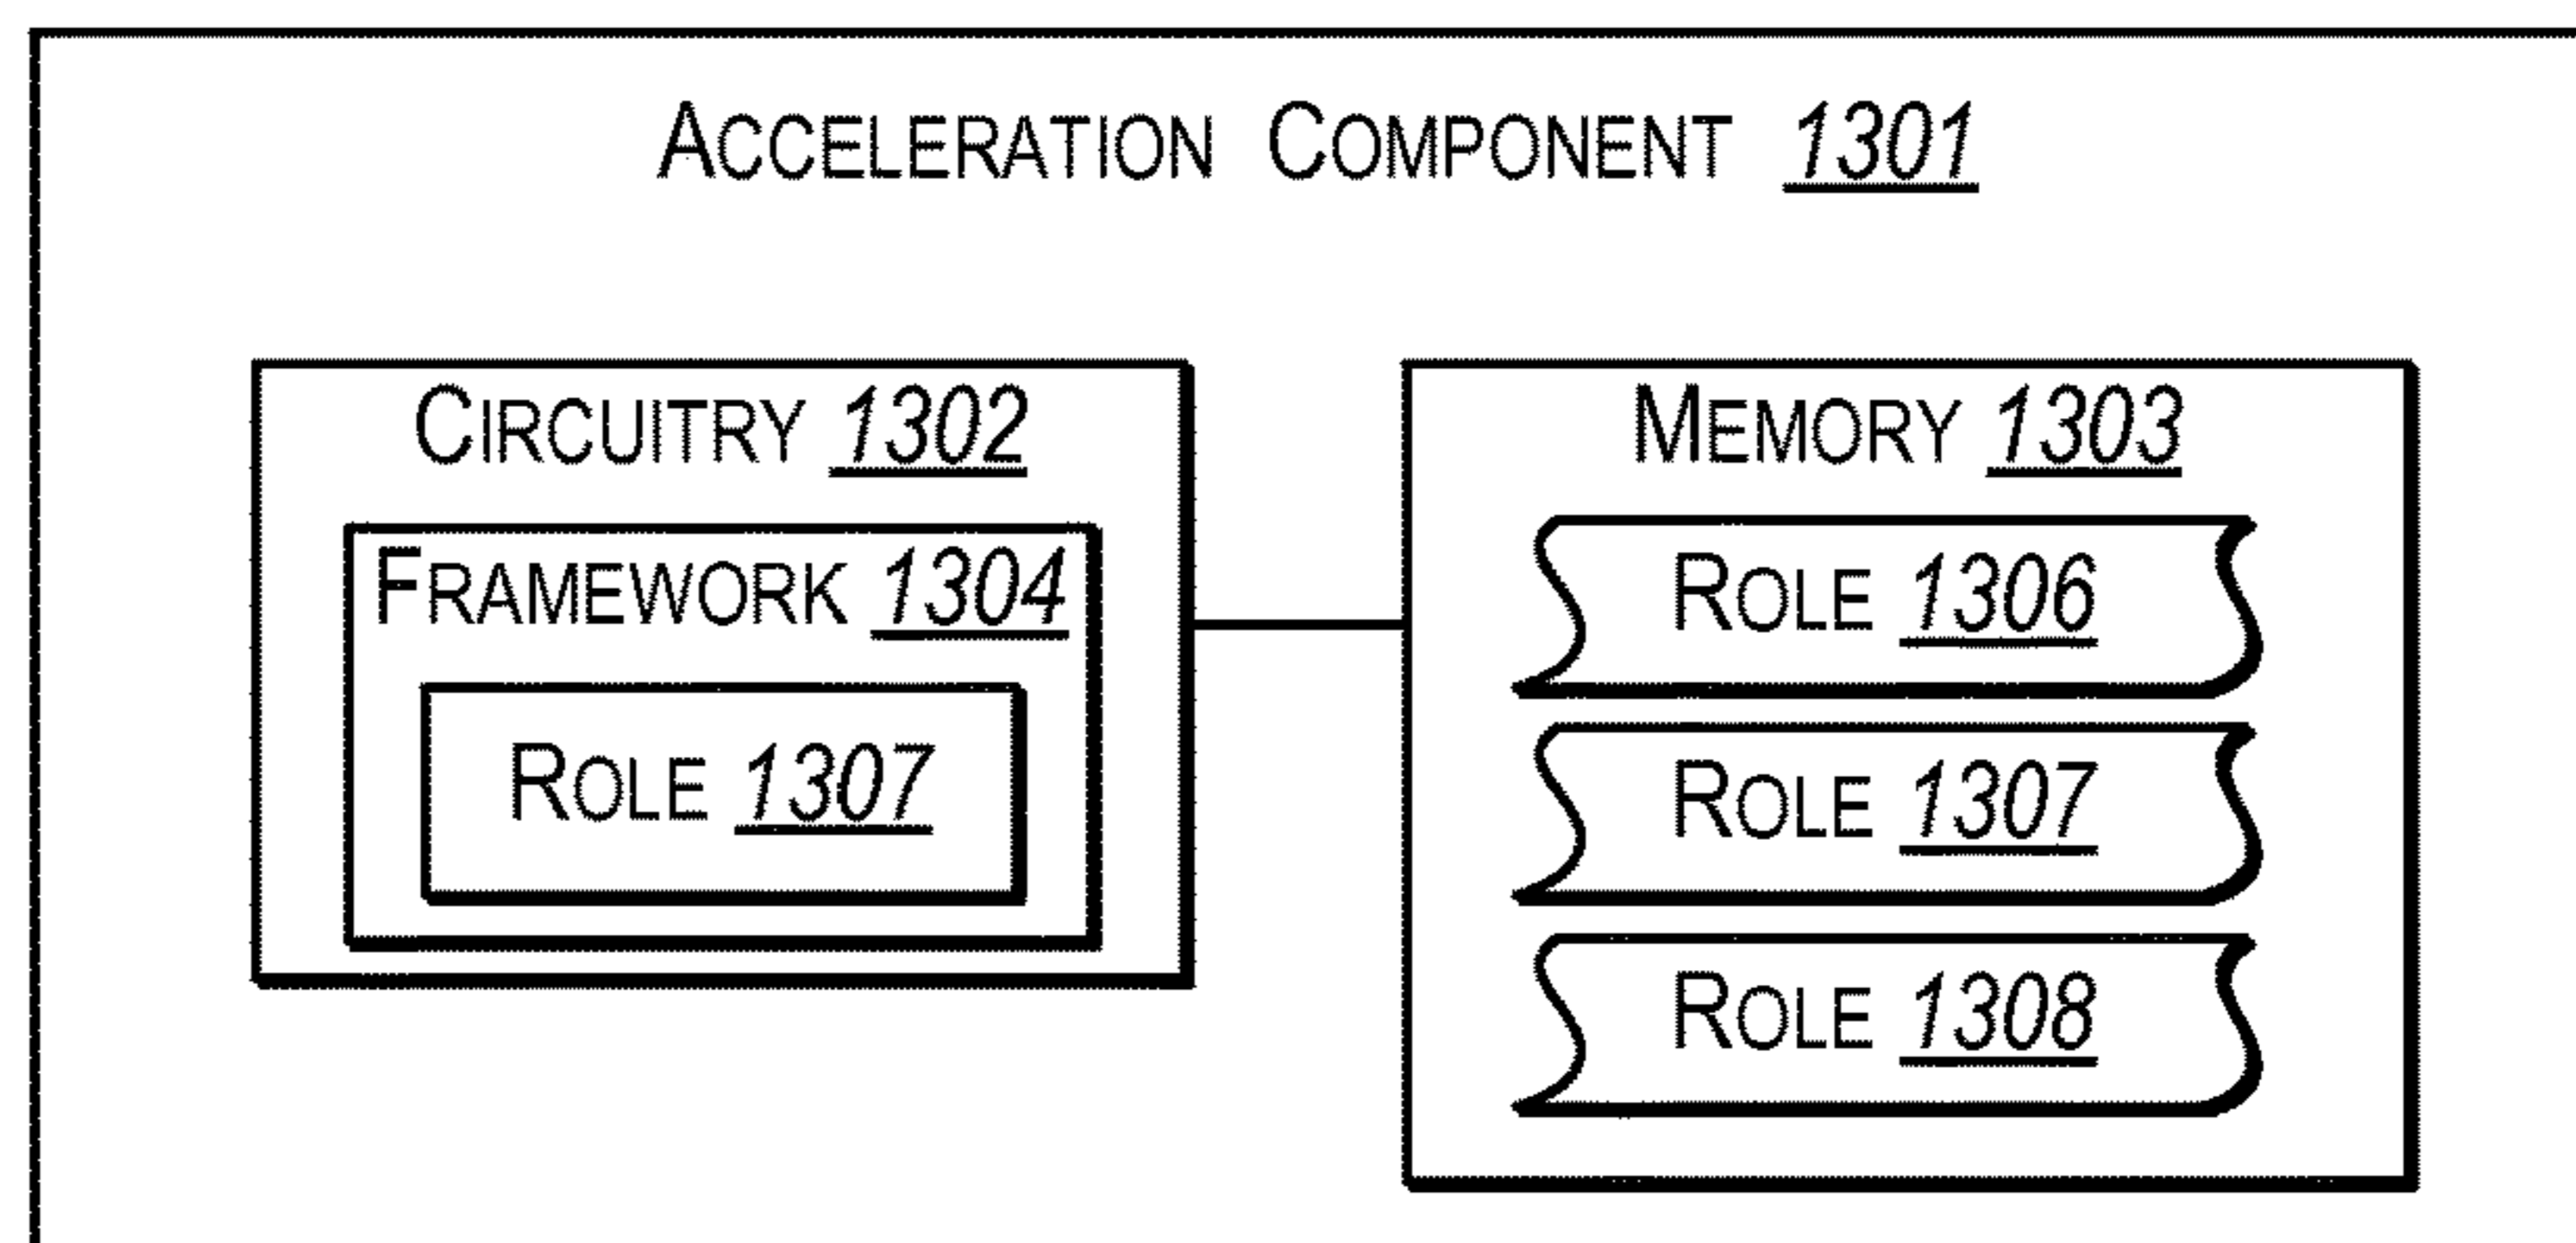 ACCELERATION COMPONENT 1301
CIRCUITRY 1302
FRAMEWORK 1304
ROLE 1307
MEMORY 1303
ROLE 1306
ROLE 1307
ROLE 1308